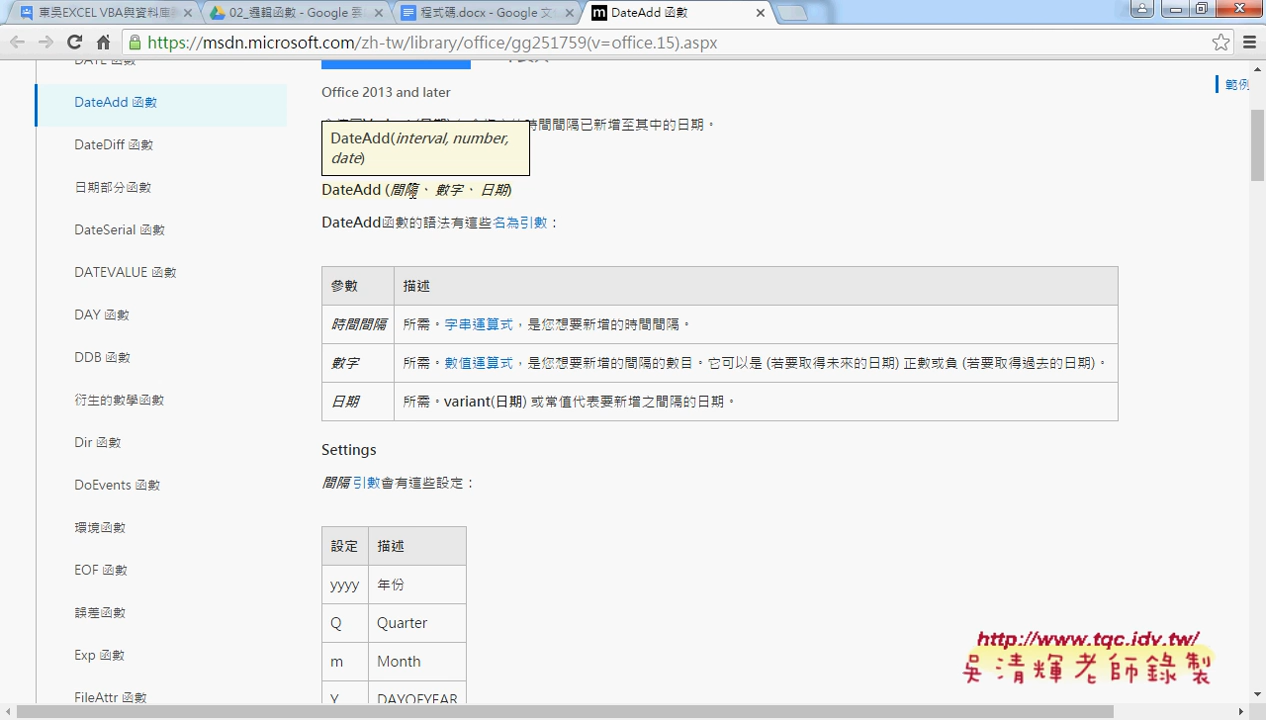 東吳EXCEL VBA與資料庫
02_邏輯函數 - Google 雲
程式碼.docx - Google 文
DateAdd 函數
https://msdn.microsoft.com/zh-tw/library/office/gg251759(v=office.15).aspx
DATE 函數
DateAdd 函數
DateDiff 函數
日期部分函數
DateSerial 函數
DATEVALUE 函數
DAY 函數
DDB 函數
衍生的數學函數
Dir 函數
DoEvents 函數
環境函數
EOF 函數
誤差函數
Exp 函數
FileAttr 函數
Office 2013 and later
時間間隔已新增至其中的日期。
DateAdd(interval, number,
date)
DateAdd (間隔、 數字、 日期)
DateAdd函數的語法有這些名為引數：
參數 描述
時間間隔 所需。字串運算式，是您想要新增的時間間隔。
數字 所需。數值運算式，是您想要新增的間隔的數目。它可以是 (若要取得未來的日期) 正數或負 (若要取得過去的日期)。
日期 所需。variant(日期) 或常值代表要新增之間隔的日期。
Settings
間隔引數會有這些設定：
設定 描述
yyyy 年份
Q Quarter
m Month
Y DAYOFYEAR
範例
http://www.tqc.idv.tw/
吳清輝老師錄製